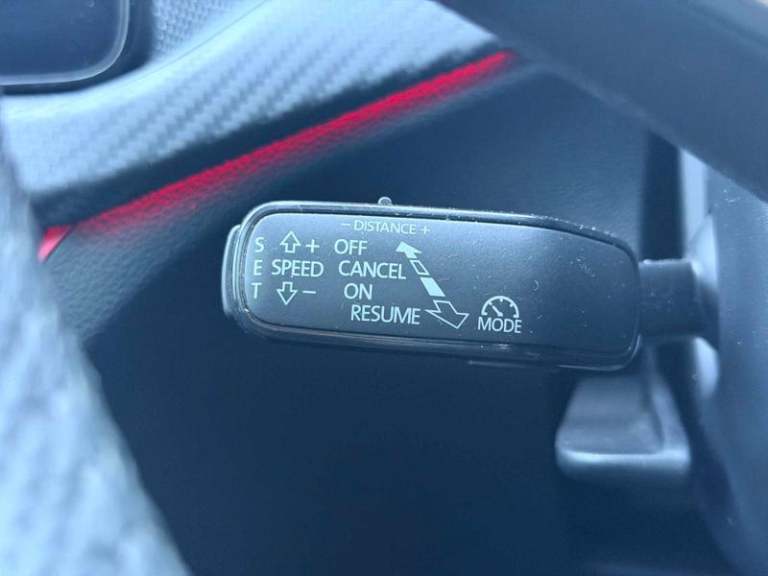 – DISTANCE +
S + OFF
E SPEED CANCEL
T – ON
RESUME
MODE